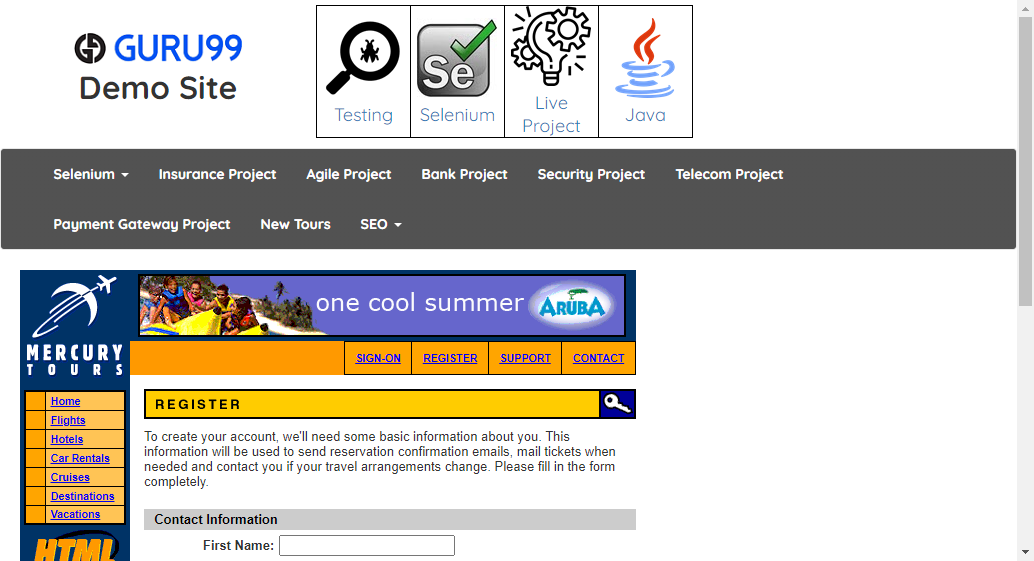 GURU99
Demo Site
Testing
Se
Selenium
Live
Project
Java
Selenium
Insurance Project
Agile Project
Bank Project
Security Project
Telecom Project
Payment Gateway Project
New Tours
SEO
one cool summer
ARUBA
MERCURY
TOURS
SIGN-ON
REGISTER
SUPPORT
CONTACT
Home
Flights
Hotels
Car Rentals
Cruises
Destinations
Vacations
HTML
REGISTER
To create your account, we'll need some basic information about you. This
information will be used to send reservation confirmation emails, mail tickets when
needed and contact you if your travel arrangements change. Please fill in the form
completely.
Contact Information
First Name: